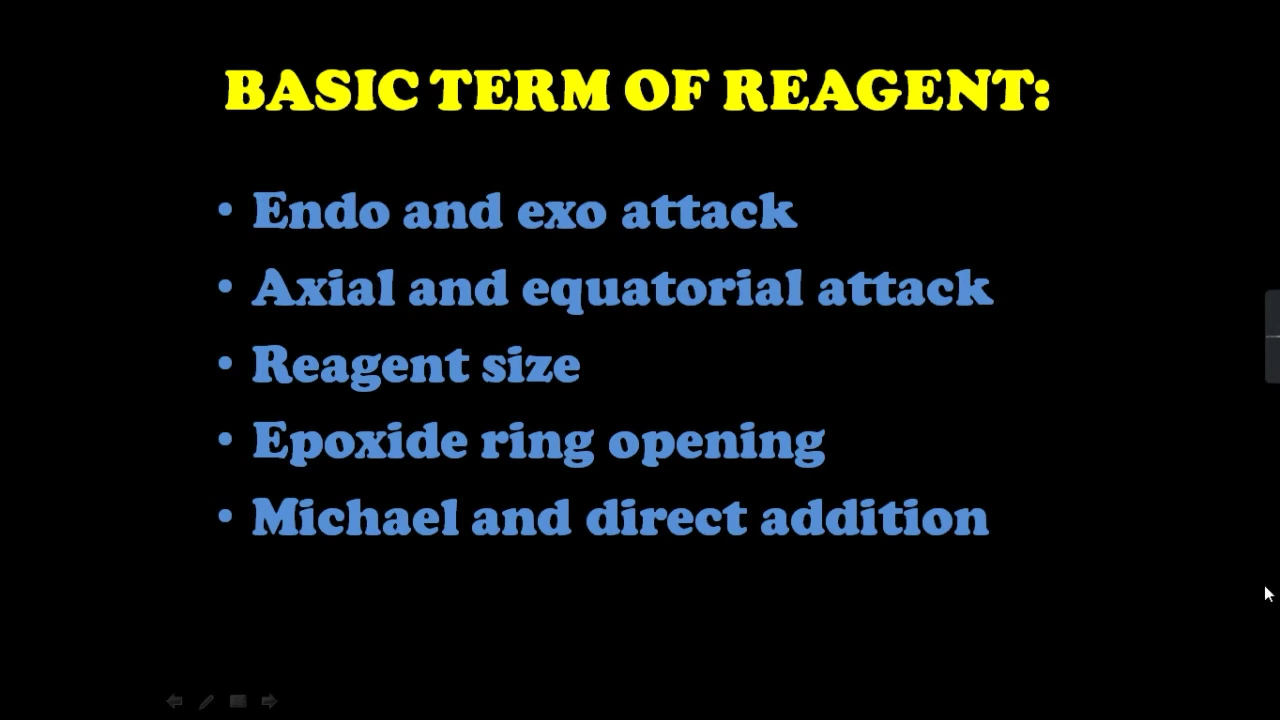 BASIC TERM OF REAGENT:
• Endo and exo attack
• Axial and equatorial attack
• Reagent size
• Epoxide ring opening
• Michael and direct addition